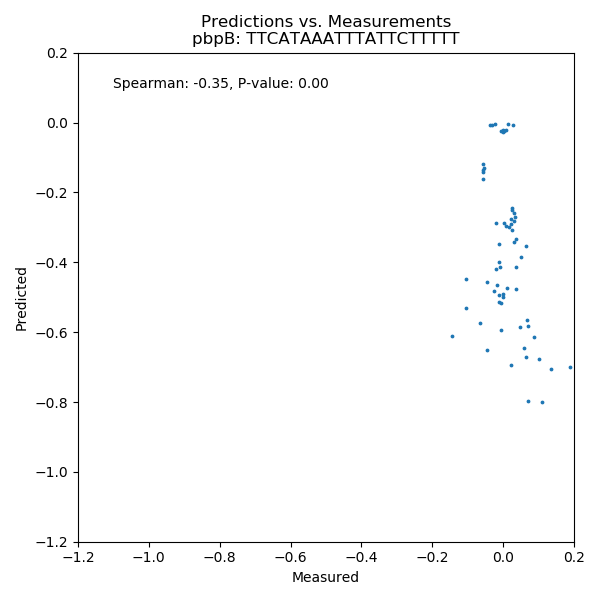 Predictions vs. Measurements
pbpB: TTCATAAATTTATTCTTTTT
Spearman: -0.35, P-value: 0.00
0.2
0.0
−0.2
−0.4
−0.6
−0.8
−1.0
−1.2
Predicted
−1.2 −1.0 −0.8 −0.6 −0.4 −0.2 0.0 0.2
Measured